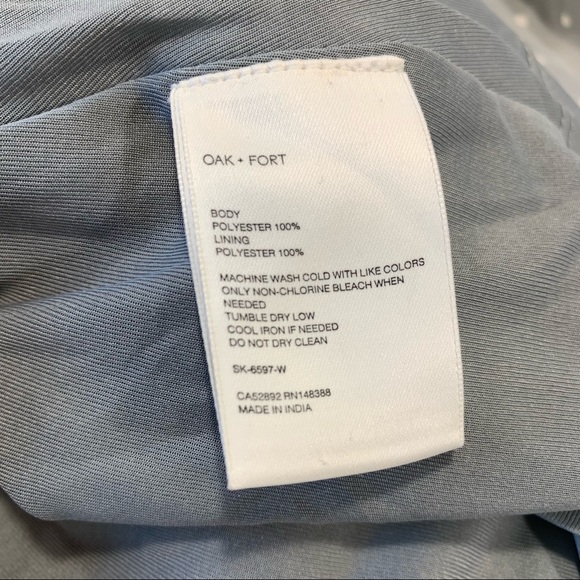 OAK + FORT
BODY
POLYESTER 100%
LINING
POLYESTER 100%
MACHINE WASH COLD WITH LIKE COLORS
ONLY NON-CHLORINE BLEACH WHEN
NEEDED
TUMBLE DRY LOW
COOL IRON IF NEEDED
DO NOT DRY CLEAN
SK-6597-W
CA52892 RN148388
MADE IN INDIA